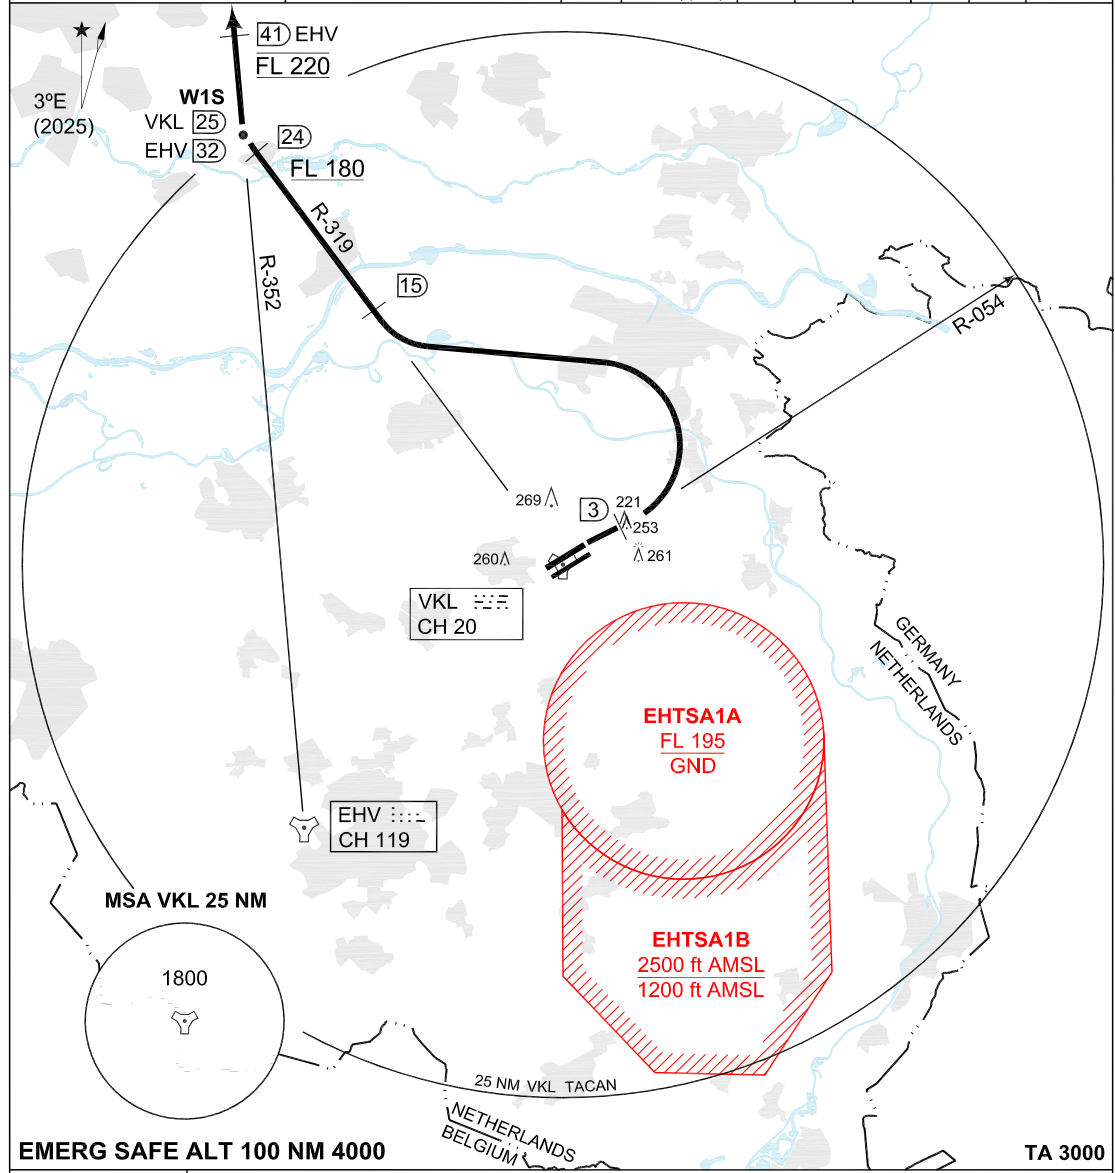 41 EHV
FL 220
3ºE
(2025)
W1S
VKL 25
EHV 32
24
FL 180
R-319
R-352
15
R-054
269
3
221
253
260
261
VKL
CH 20
GERMANY
NETHERLANDS
EHTSA1A
FL 195
GND
EHV
CH 119
MSA VKL 25 NM
1800
EHTSA1B
2500 ft AMSL
1200 ft AMSL
25 NM VKL TACAN
NETHERLANDS
BELGIUM
EMERG SAFE ALT 100 NM 4000
TA 3000